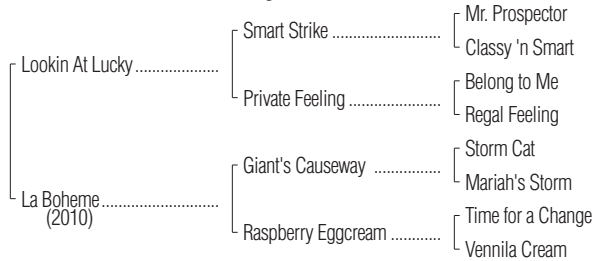 Mr. Prospector
Smart Strike ....................
Classy 'n Smart
Lookin At Lucky...................
Belong to Me
Private Feeling .....................
Regal Feeling
Storm Cat
Giant's Causeway ...............
Mariah's Storm
La Boheme..........................
(2010)
Time for a Change
Raspberry Eggcream ...........
Vennila Cream